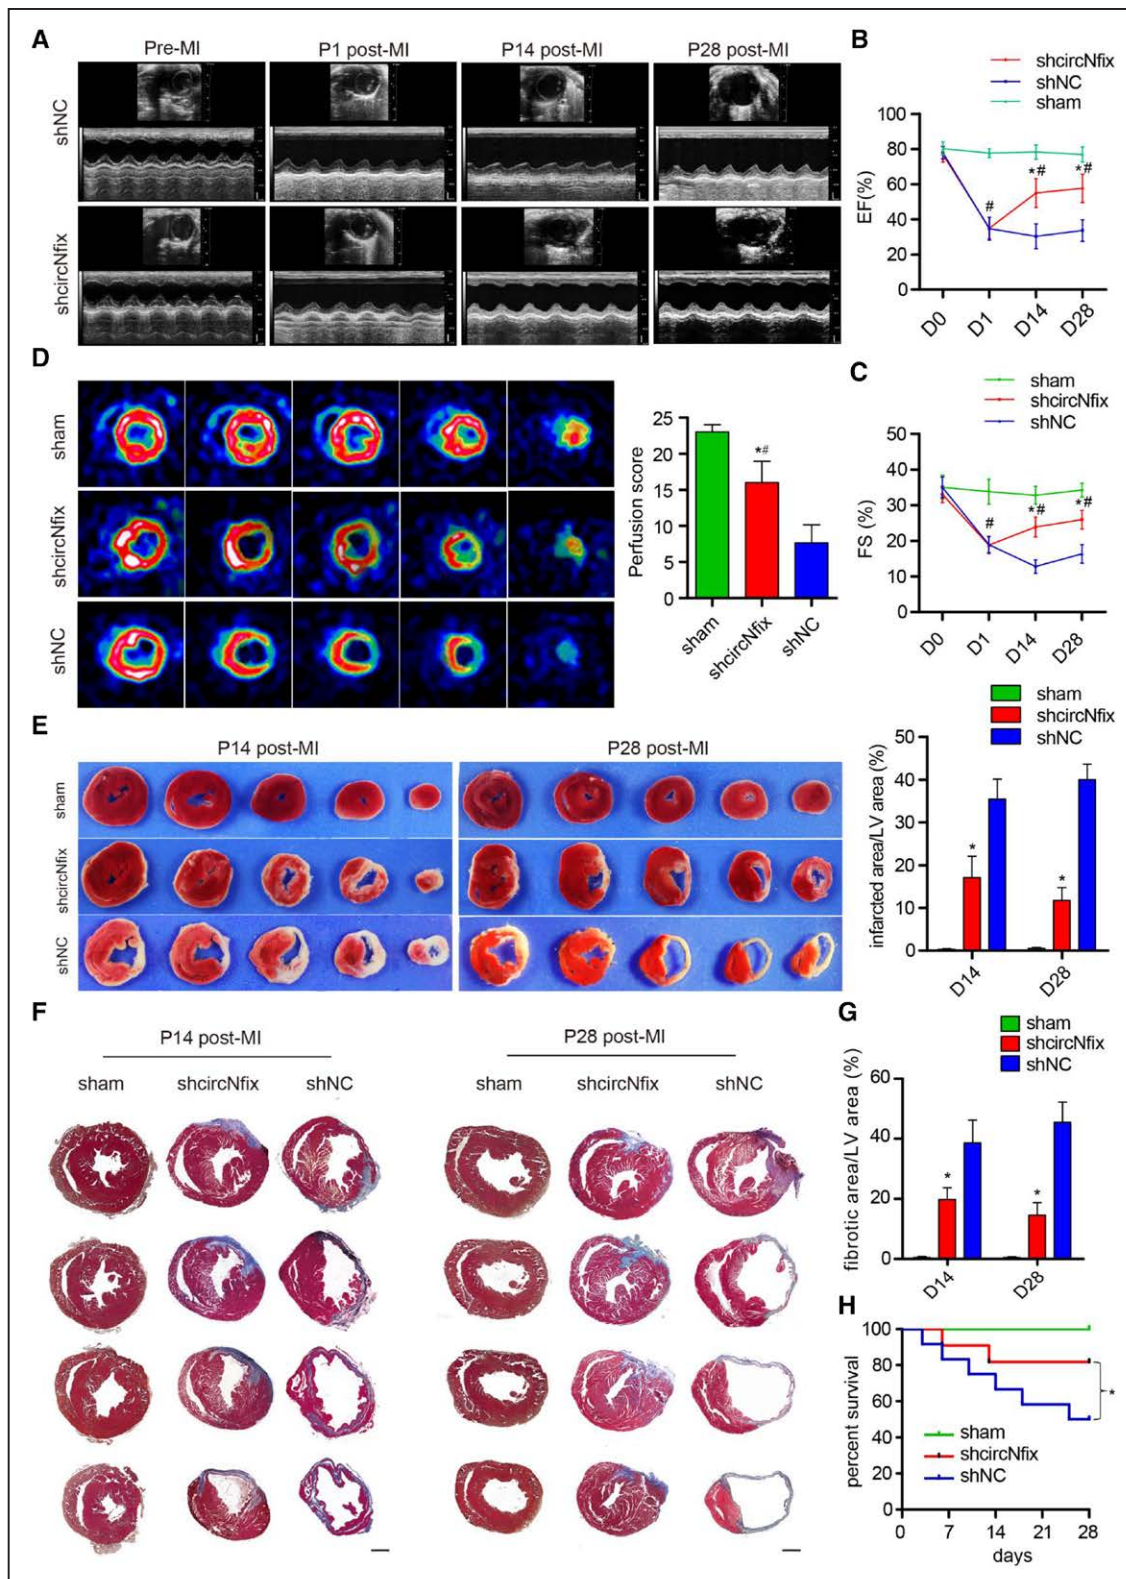 A
Pre-MI
P1 post-MI
P14 post-MI
P28 post-MI
shNC
shcircNfix
B
shcircNfix
shNC
sham
EF(%)
100
80
60
40
20
0
#
*#
*#
D0
D1
D14
D28
C
sham
shcircNfix
shNC
FS (%)
50
40
30
20
10
0
#
*#
*#
D0
D1
D14
D28
D
sham
shcircNfix
shNC
Perfusion score
25
20
15
10
5
0
*#
sham
shcircNfix
shNC
E
P14 post-MI
P28 post-MI
sham
shcircNfix
shNC
sham
shcircNfix
shNC
infarcted area/LV area (%)
50
40
30
20
10
0
*
*
D14
D28
F
P14 post-MI
P28 post-MI
sham
shcircNfix
shNC
sham
shcircNfix
shNC
G
sham
shcircNfix
shNC
fibrotic area/LV area (%)
60
40
20
0
*
*
D14
D28
H
percent survival
100
80
60
40
20
0
*
sham
shcircNfix
shNC
0
7
14
21
28
days